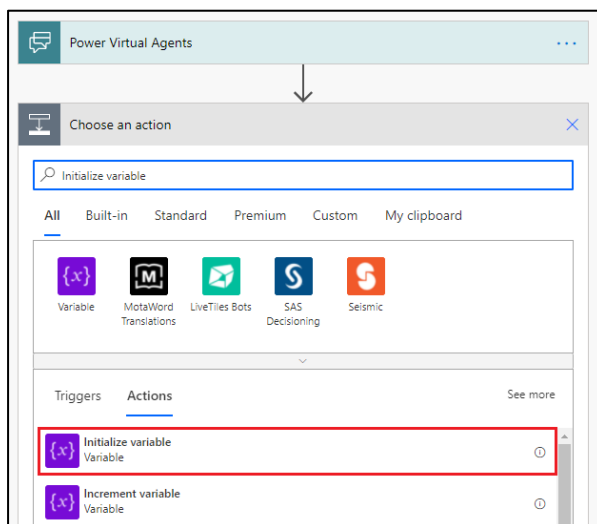 Power Virtual Agents
Choose an action
Initialize variable
All Built-in Standard Premium Custom My clipboard
{x} M S
Variable MotaWord Translations LiveTiles Bots SAS Decisioning Seismic
Triggers Actions See more
{x} Initialize variable
Variable
{x} Increment variable
Variable